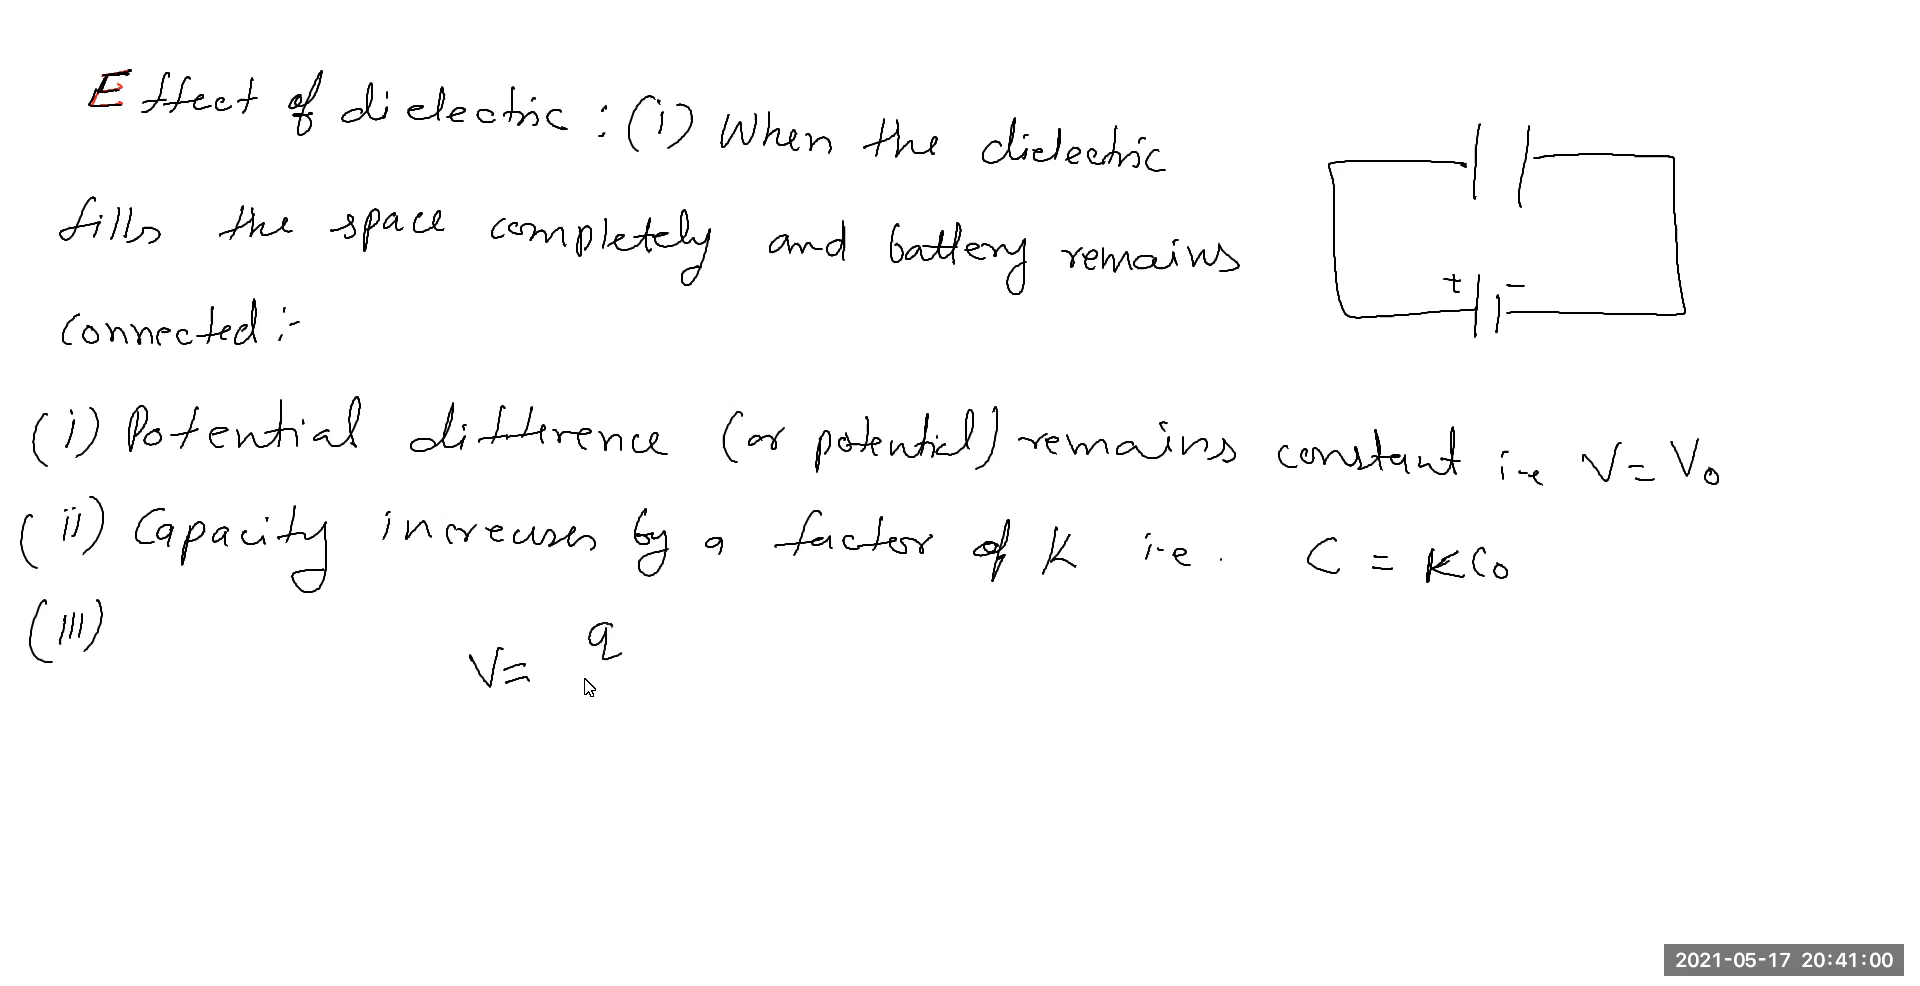 Effect of dielectric : (i) When the dielectric
fills the space completely and battery remains
connected :-
+ -
(i) Potential difference (or potential) remains constant i.e V = V₀
(ii) Capacity increases by a factor of K i.e. C = KC₀
(III)
V = q
2021-05-17 20:41:00